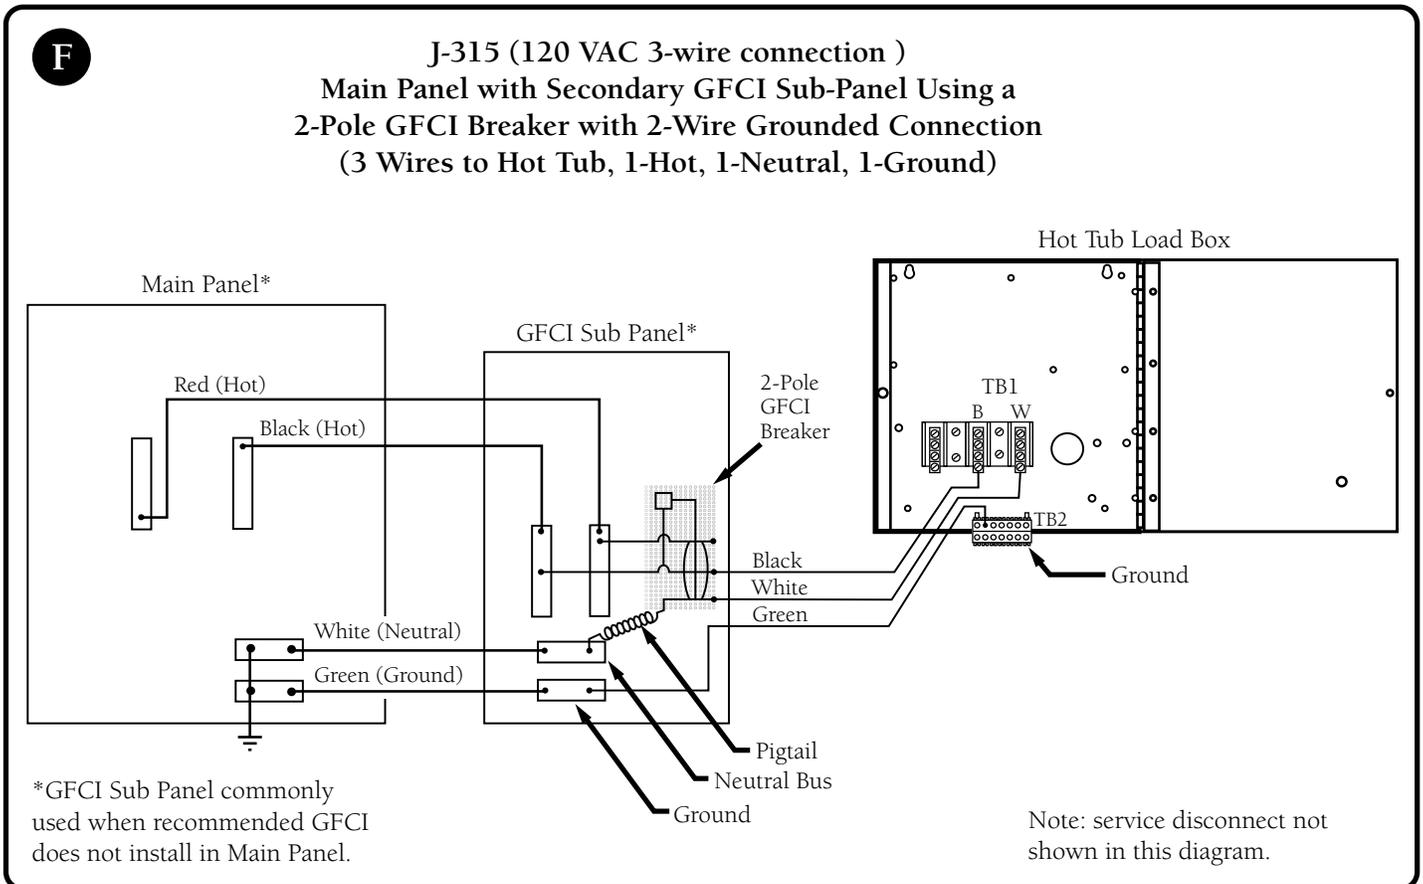 F
J-315 (120 VAC 3-wire connection )
Main Panel with Secondary GFCI Sub-Panel Using a
2-Pole GFCI Breaker with 2-Wire Grounded Connection
(3 Wires to Hot Tub, 1-Hot, 1-Neutral, 1-Ground)
Hot Tub Load Box
Main Panel*
GFCI Sub Panel*
Red (Hot)
Black (Hot)
2-Pole
GFCI
Breaker
TB1
B W
TB2
Black
White
Green
Ground
White (Neutral)
Green (Ground)
Pigtail
Neutral Bus
Ground
*GFCI Sub Panel commonly
used when recommended GFCI
does not install in Main Panel.
Note: service disconnect not
shown in this diagram.